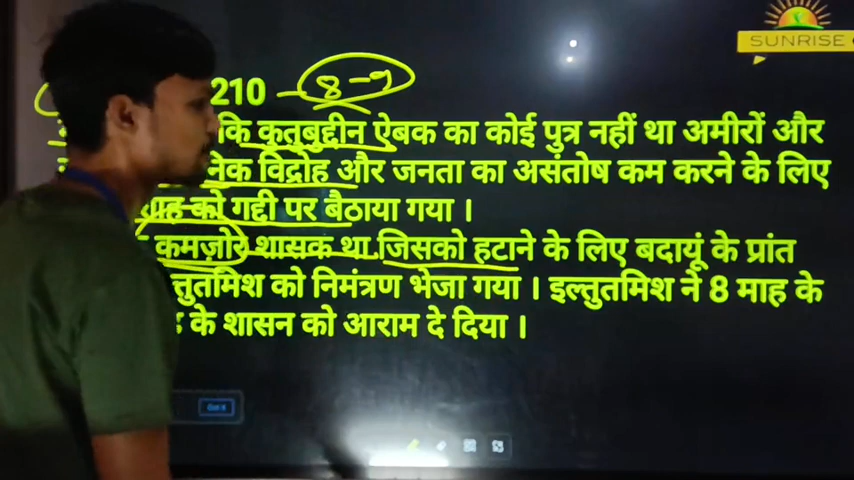 SUNRISE
210 - 8-9
कि कुतुबुद्दीन ऐबक का कोई पुत्र नहीं था अमीरों और
निक विद्रोह और जनता का असंतोष कम करने के लिए
शाह को गद्दी पर बैठाया गया ।
कमज़ोर शासक था जिसको हटाने के लिए बदायूं के प्रांत
तुतमिश को निमंत्रण भेजा गया । इल्तुतमिश ने 8 माह के
के शासन को आराम दे दिया ।